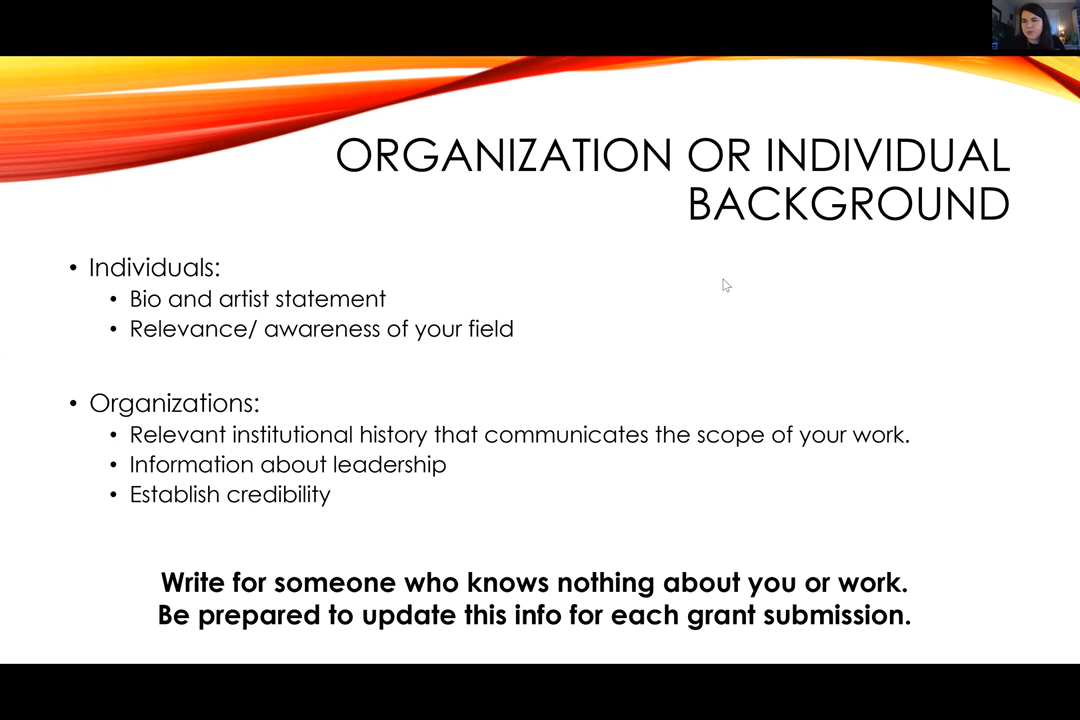 ORGANIZATION OR INDIVIDUAL
BACKGROUND
• Individuals:
• Bio and artist statement
• Relevance/ awareness of your field
• Organizations:
• Relevant institutional history that communicates the scope of your work.
• Information about leadership
• Establish credibility
Write for someone who knows nothing about you or work.
Be prepared to update this info for each grant submission.